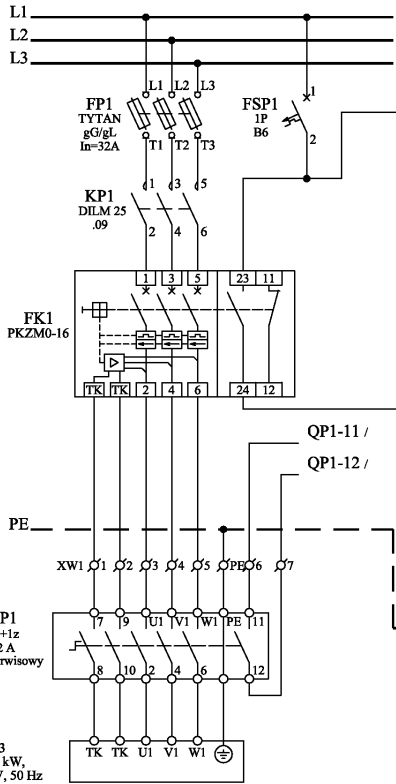 L1
L2
L3
L1 L2 L3
FP1
TYTAN
gG/gL
In=32A
T1 T2 T3
FSP1
1P
B6
1
2
KP1
DILM 25
.09
1 3 5
2 4 6
1 3 5 23 11
FK1
PKZM0-16
TK TK 2 4 6 24 12
QP1-11 /
QP1-12 /
PE
XW1 1 2 3 4 5 PE 6 7
P1
+1z
2 A
rwisowy
7 9 U1 V1 W1 PE 11
8 10 2 4 6 12
3
kW,
V, 50 Hz
TK TK U1 V1 W1